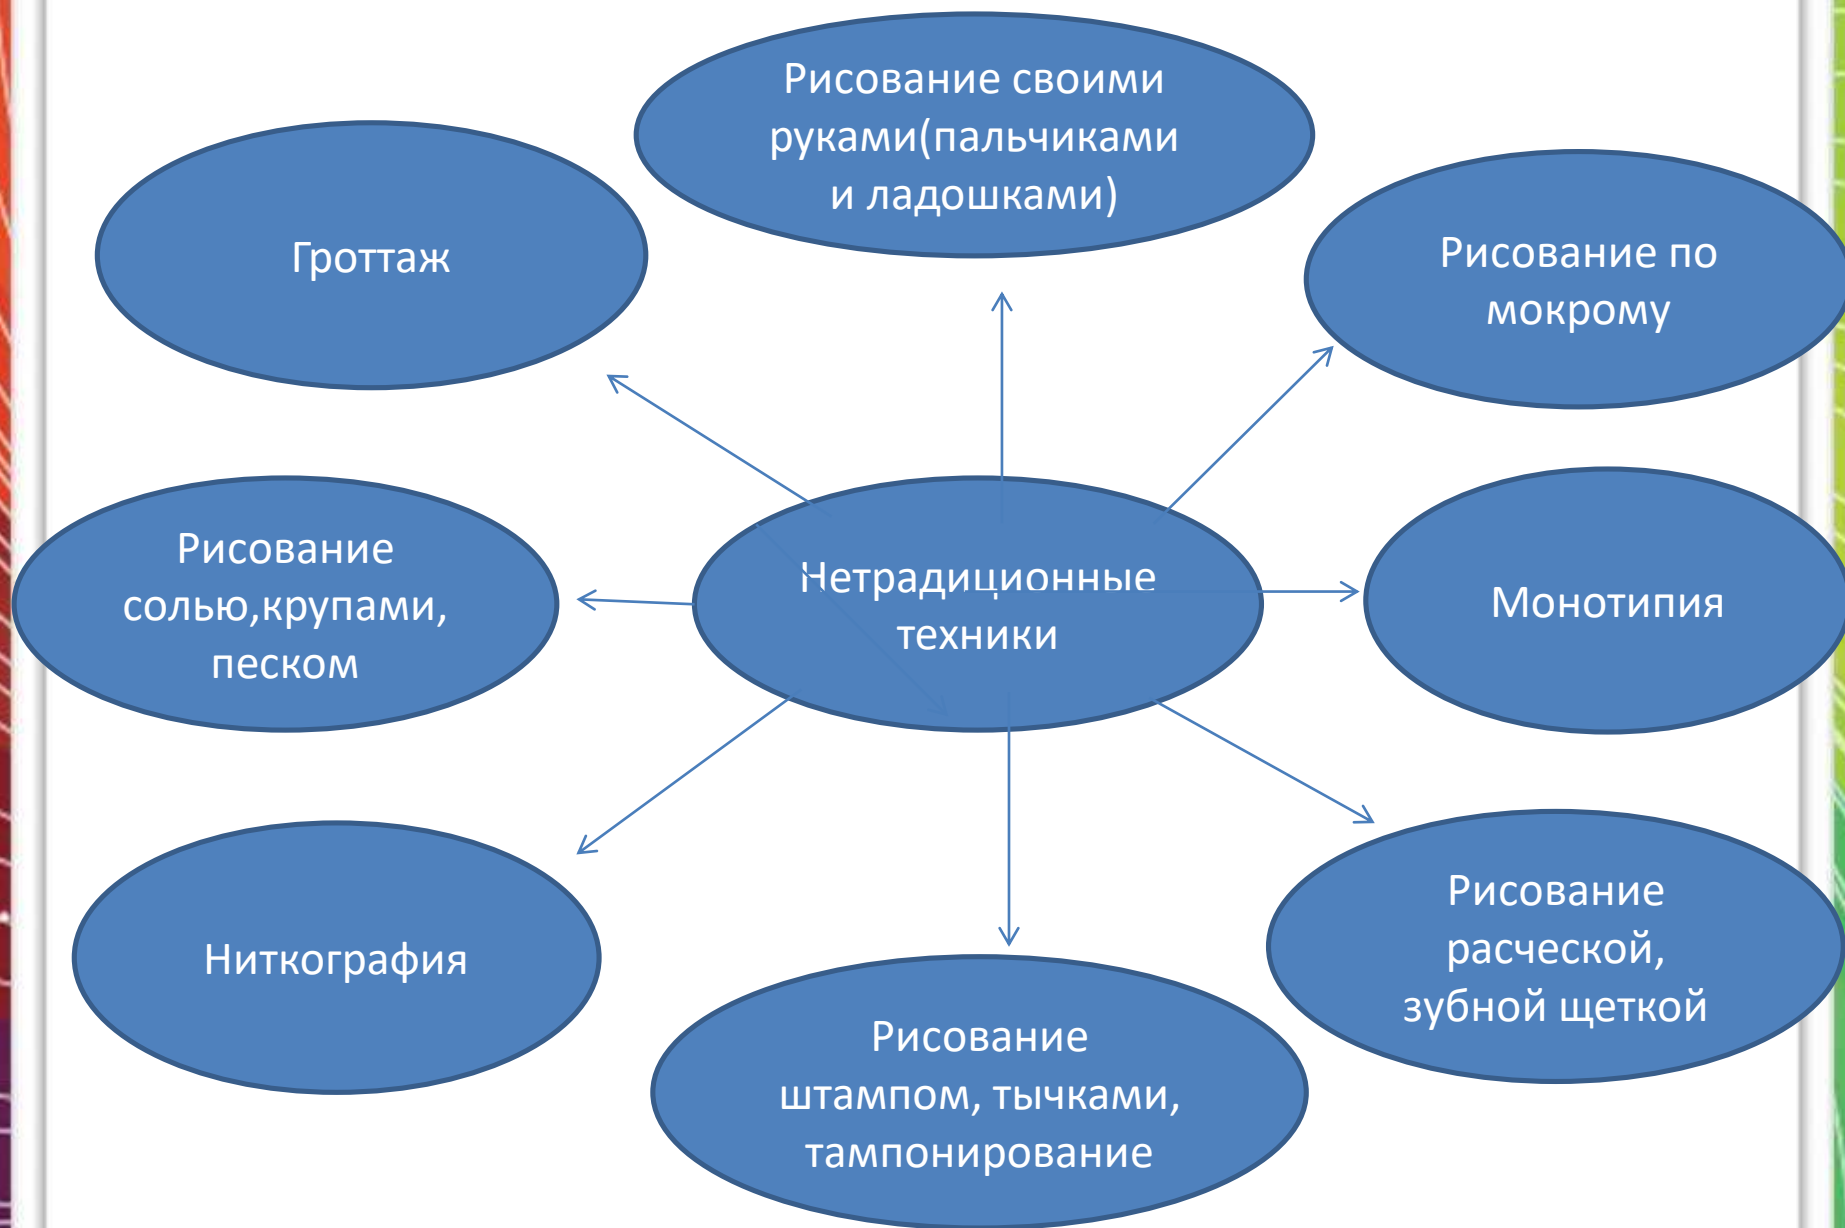 Рисование своими
руками(пальчиками
и ладошками)
Гроттаж
Рисование по
мокрому
Рисование
солью,крупами,
песком
Нетрадиционные
техники
Монотипия
Ниткография
Рисование
расческой,
зубной щеткой
Рисование
штампом, тычками,
тампонирование